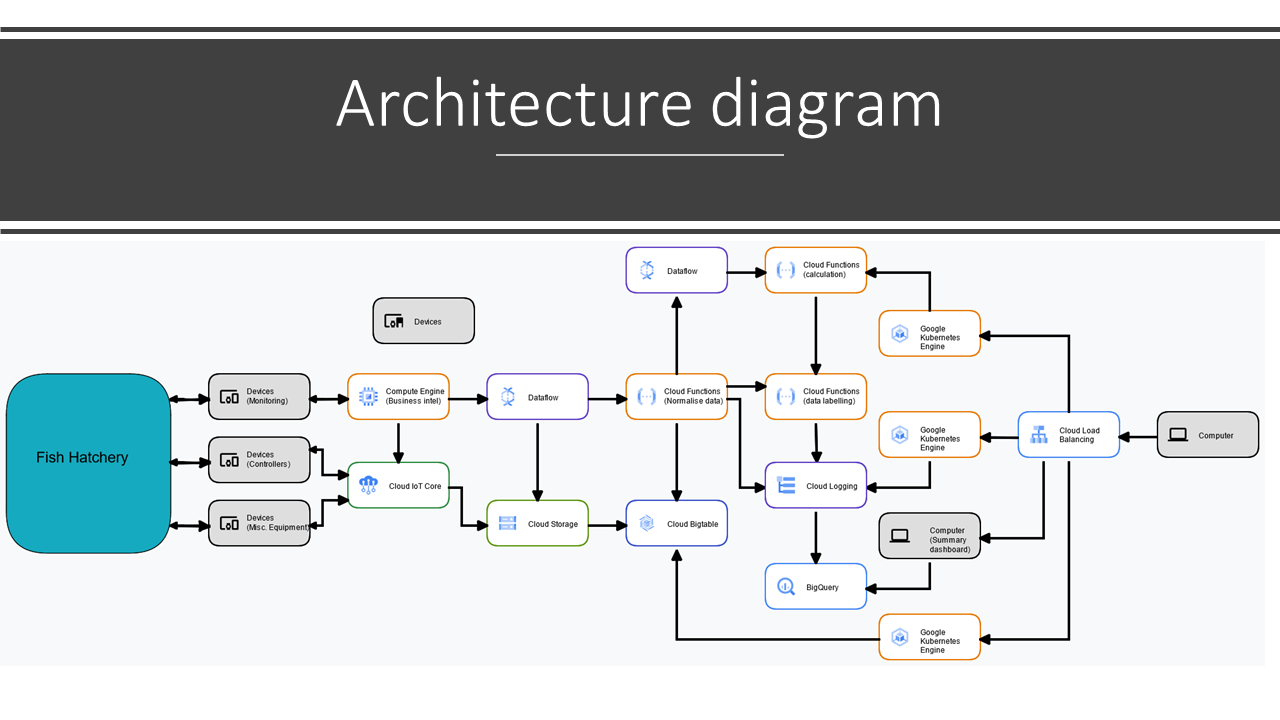 Architecture diagram
Dataflow
Cloud Functions
(calculation)
Devices
Google
Kubernetes
Engine
Fish Hatchery
Devices
(Monitoring)
Compute Engine
(Business intel)
Dataflow
Cloud Functions
(Normalise data)
Cloud Functions
(data labelling)
Devices
(Controllers)
Google
Kubernetes
Engine
Cloud Load
Balancing
Computer
Cloud IoT Core
Cloud Logging
Devices
(Misc. Equipment)
Cloud Storage
Cloud Bigtable
Computer
(Summary
dashboard)
BigQuery
Google
Kubernetes
Engine